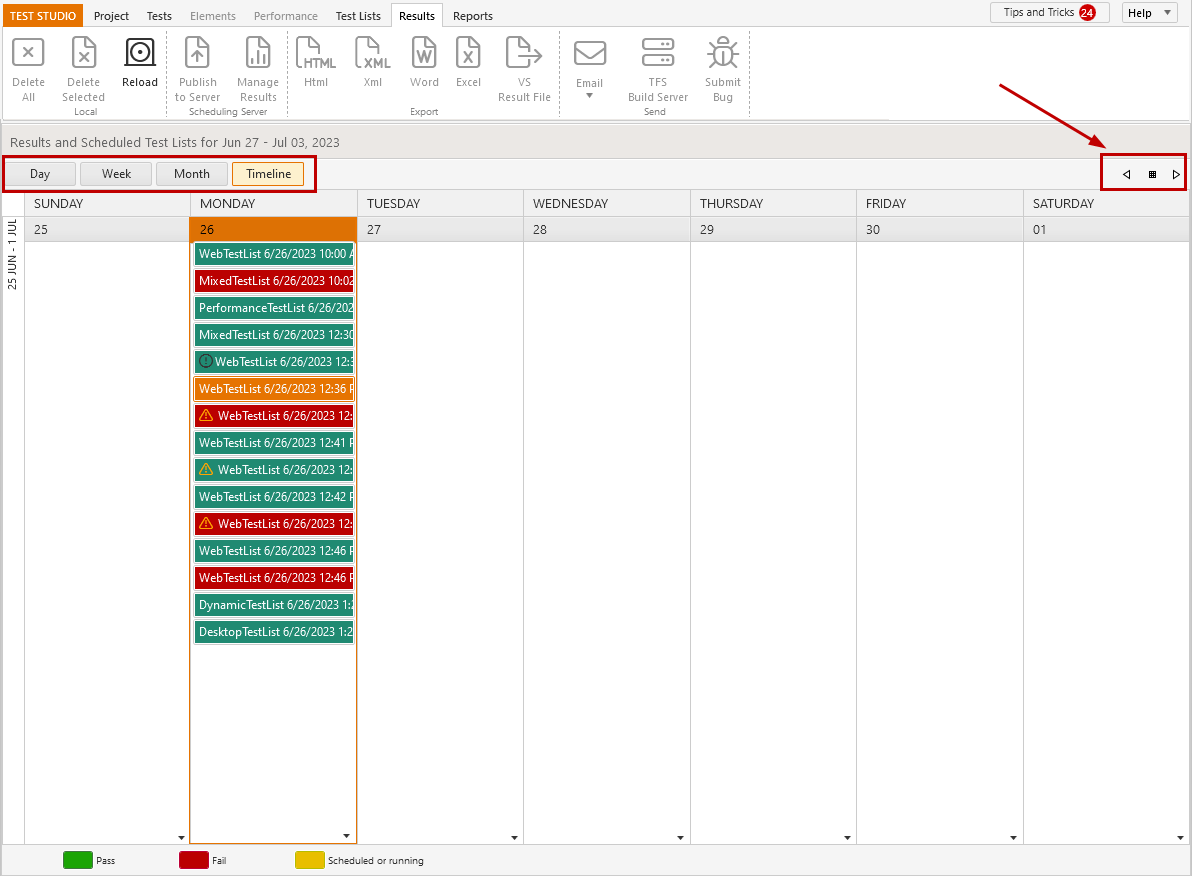 TEST STUDIO Project Tests Elements Performance Test Lists Results Reports Tips and Tricks 24 Help
Delete All Delete Selected Reload Publish to Server Manage Results HTML Html XML Xml Word Excel VS Result File Email TFS Build Server Submit Bug
Local Scheduling Server Export Send
Results and Scheduled Test Lists for Jun 27 - Jul 03, 2023
Day Week Month Timeline
SUNDAY MONDAY TUESDAY WEDNESDAY THURSDAY FRIDAY SATURDAY
25 26 27 28 29 30 01
25 JUN - 1 JUL
WebTestList 6/26/2023 10:00 A
MixedTestList 6/26/2023 10:02
PerformanceTestList 6/26/202
MixedTestList 6/26/2023 12:30
WebTestList 6/26/2023 12:3
WebTestList 6/26/2023 12:36 P
WebTestList 6/26/2023 12:
WebTestList 6/26/2023 12:41 P
WebTestList 6/26/2023 12:
WebTestList 6/26/2023 12:42 P
WebTestList 6/26/2023 12:
WebTestList 6/26/2023 12:46 P
WebTestList 6/26/2023 12:46 P
DynamicTestList 6/26/2023 1:2
DesktopTestList 6/26/2023 1:2
Pass Fail Scheduled or running